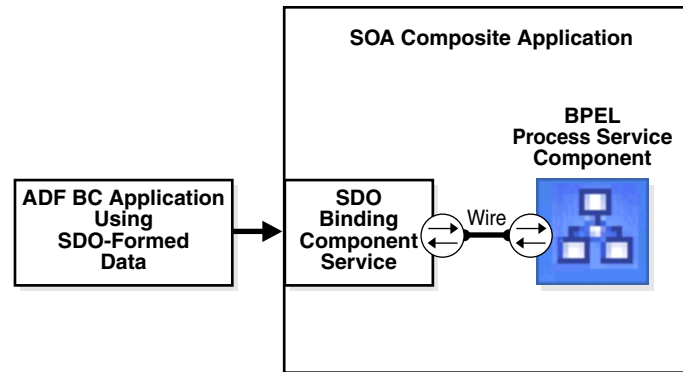 SOA Composite Application
BPEL
Process Service
Component
ADF BC Application
Using
SDO-Formed
Data
SDO
Binding
Component
Service
Wire